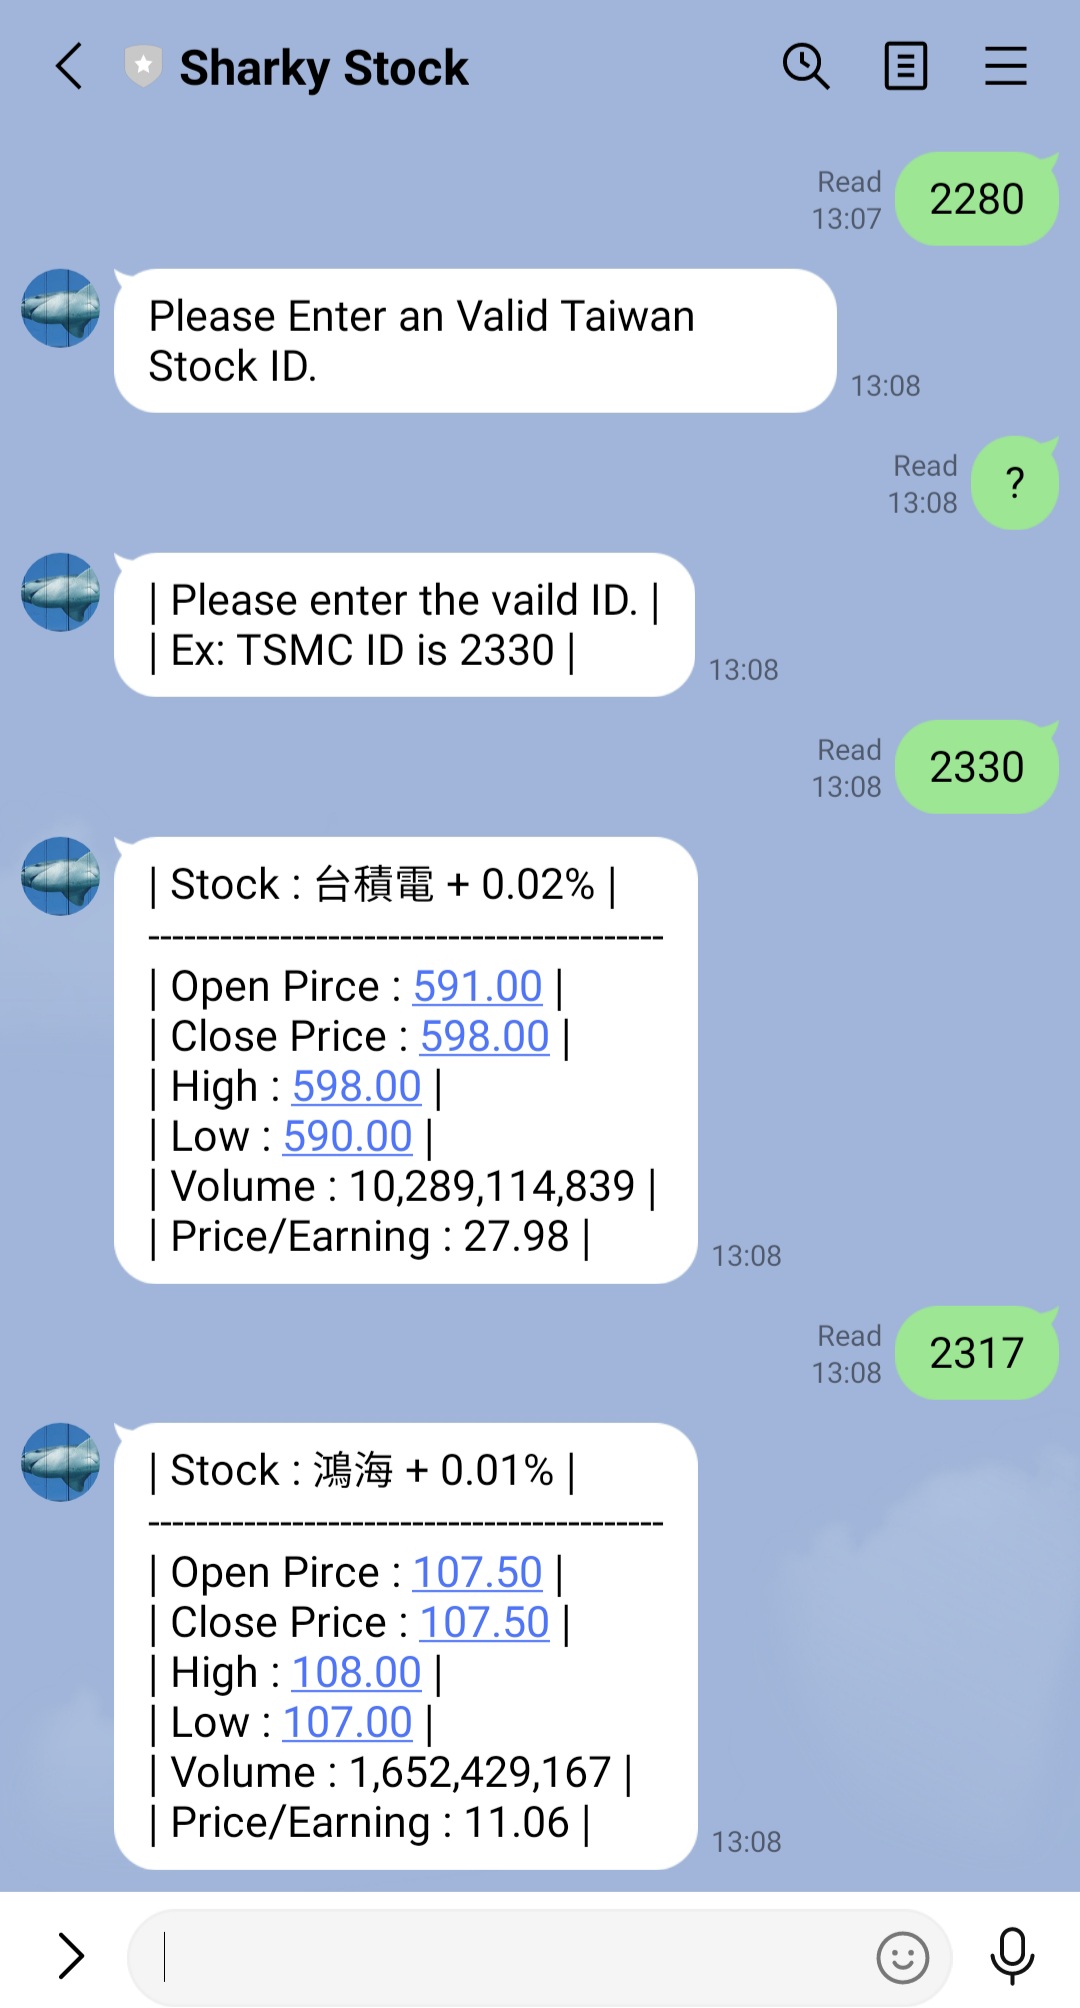 Sharky Stock
Read
13:07
2280
Please Enter an Valid Taiwan
Stock ID.
13:08
Read
13:08
?
| Please enter the vaild ID. |
| Ex: TSMC ID is 2330 |
13:08
Read
13:08
2330
| Stock : 台積電 + 0.02% |
-------------------------------------------
| Open Pirce : 591.00 |
| Close Price : 598.00 |
| High : 598.00 |
| Low : 590.00 |
| Volume : 10,289,114,839 |
| Price/Earning : 27.98 |
13:08
Read
13:08
2317
| Stock : 鴻海 + 0.01% |
-------------------------------------------
| Open Pirce : 107.50 |
| Close Price : 107.50 |
| High : 108.00 |
| Low : 107.00 |
| Volume : 1,652,429,167 |
| Price/Earning : 11.06 |
13:08